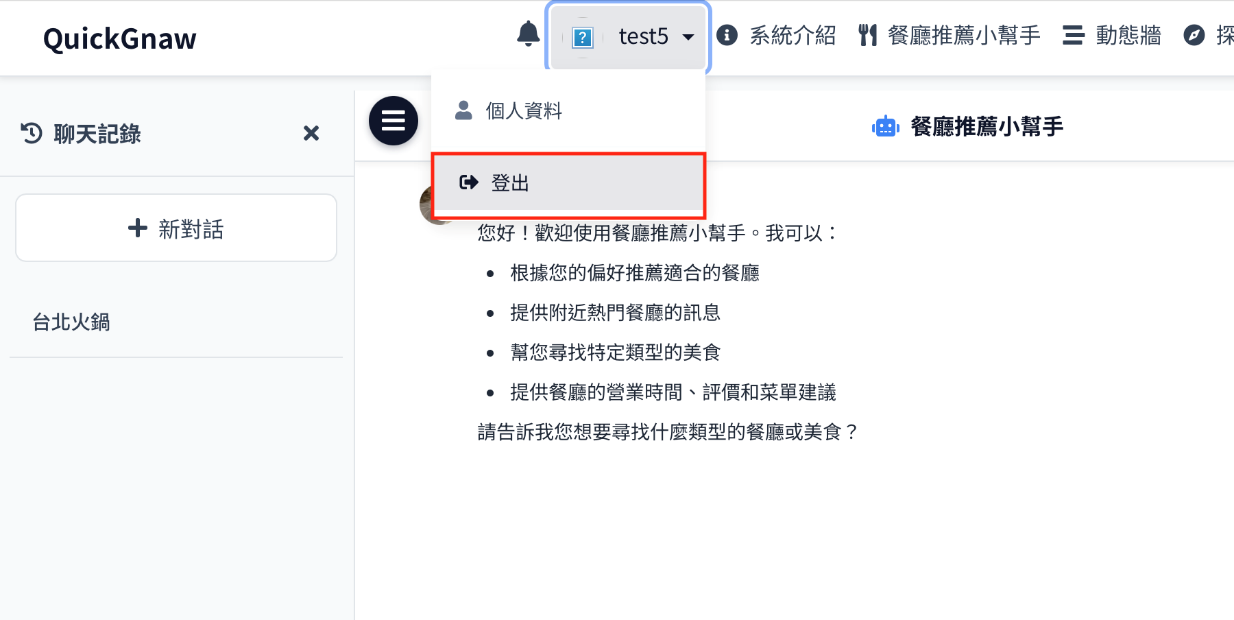 QuickGnaw
test5
系統介紹
餐廳推薦小幫手
動態牆
探
個人資料
登出
聊天記錄
新對話
台北火鍋
餐廳推薦小幫手
您好！歡迎使用餐廳推薦小幫手。我可以：
根據您的偏好推薦適合的餐廳
提供附近熱門餐廳的訊息
幫您尋找特定類型的美食
提供餐廳的營業時間、評價和菜單建議
請告訴我您想要尋找什麼類型的餐廳或美食？